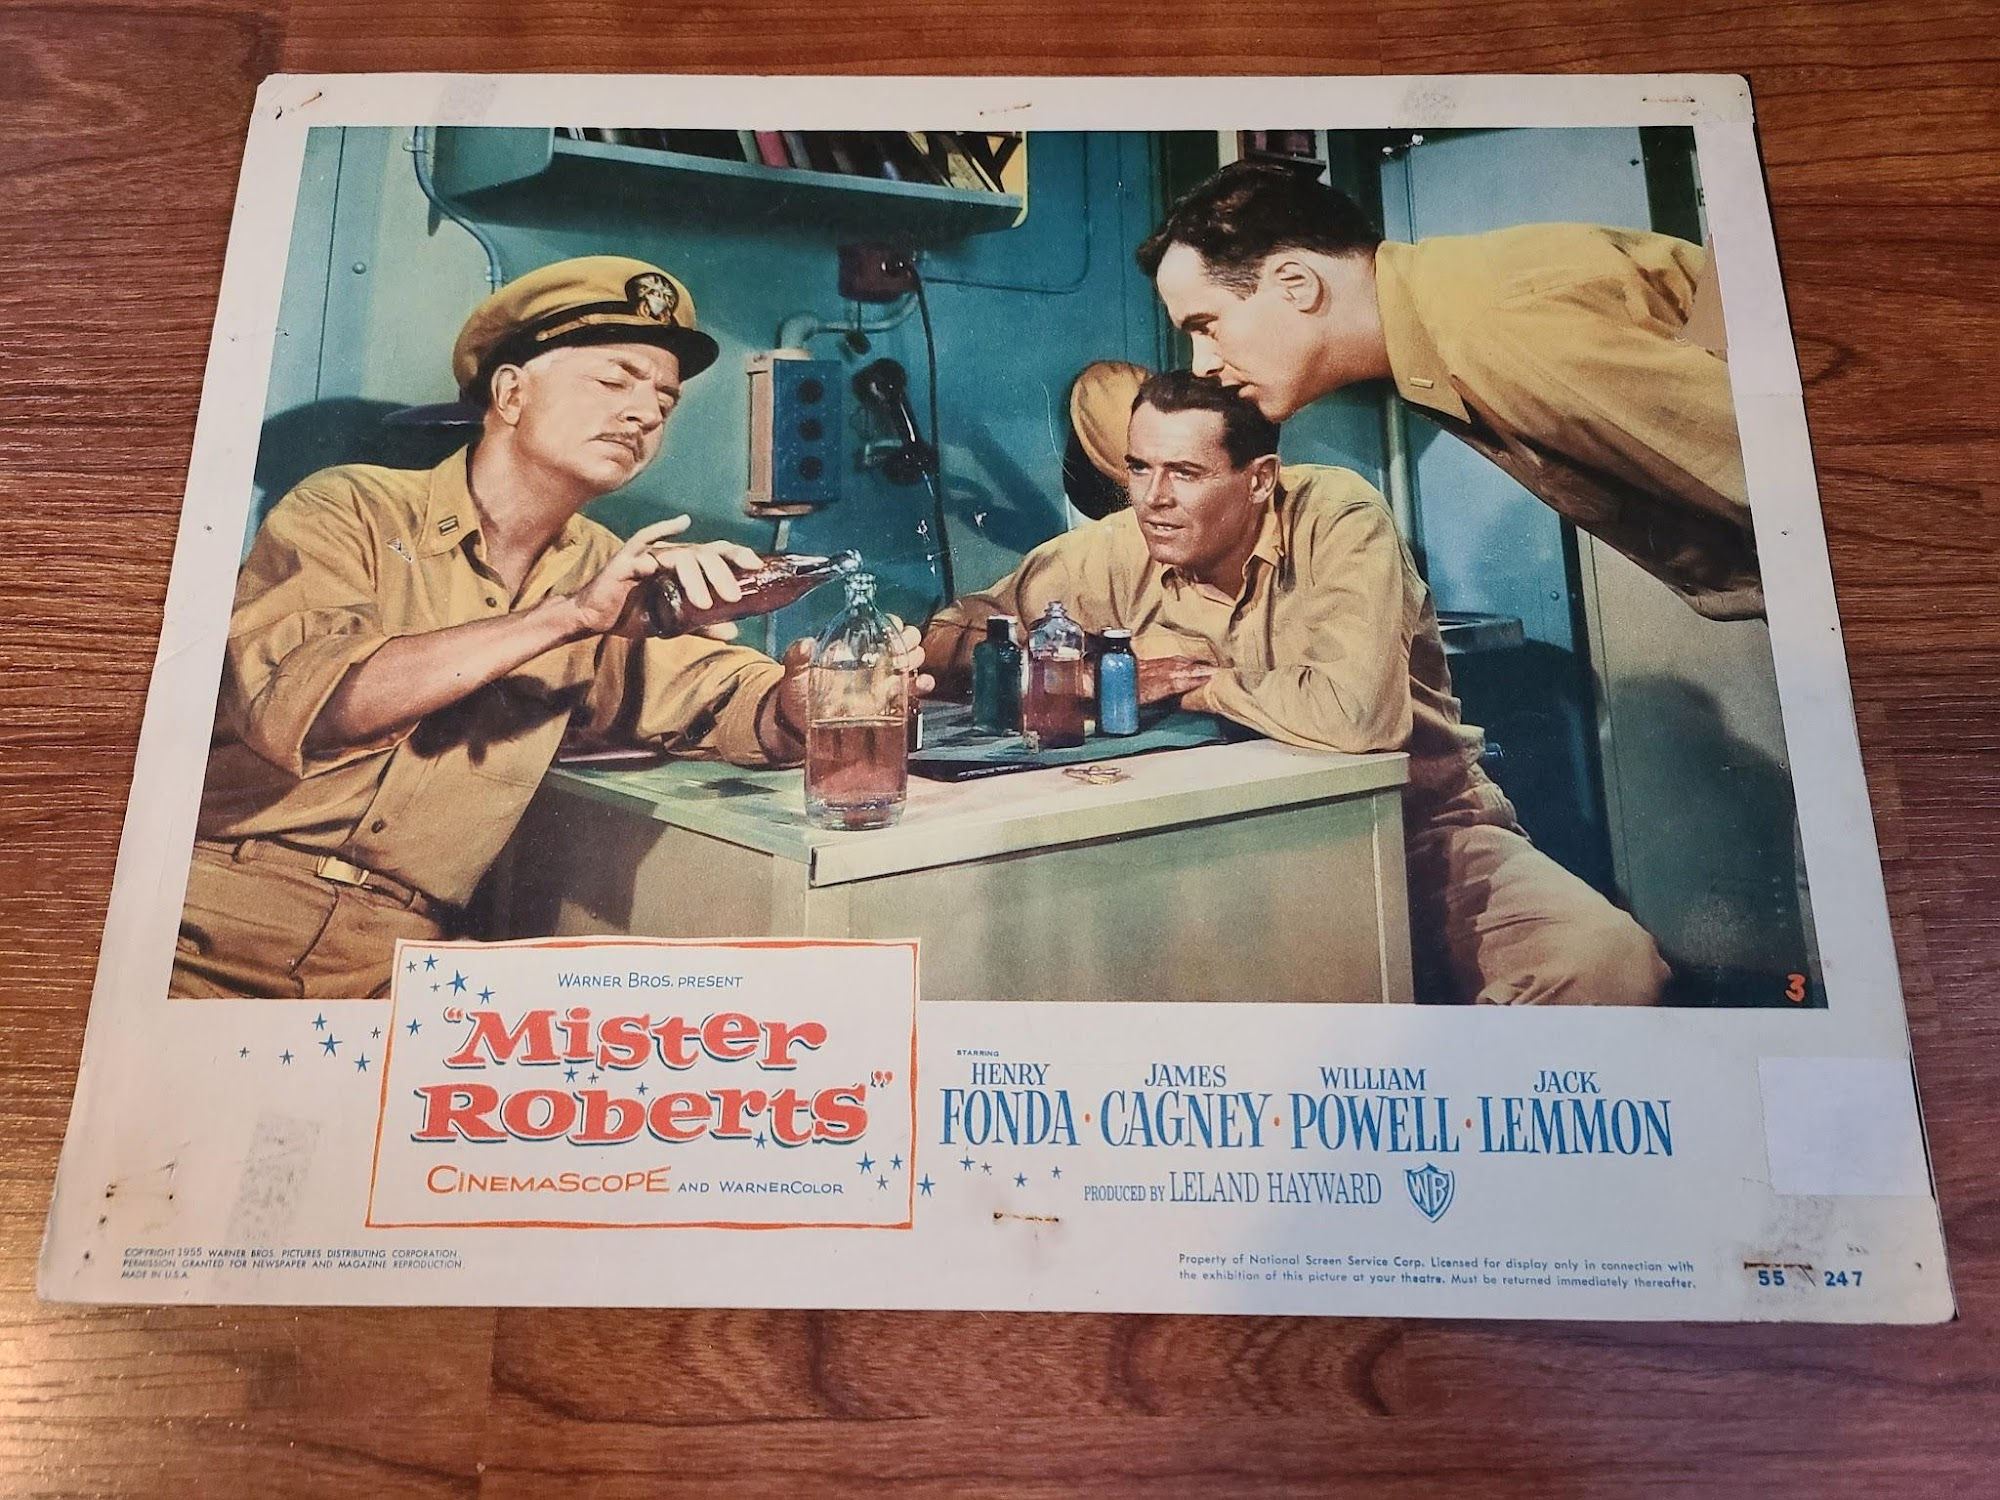 3
WARNER BROS. PRESENT
"Mister
Roberts"
CINEMASCOPE AND WARNERCOLOR
STARRING
HENRY FONDA · JAMES CAGNEY · WILLIAM POWELL · JACK LEMMON
PRODUCED BY LELAND HAYWARD WB
COPYRIGHT 1955 WARNER BROS. PICTURES DISTRIBUTING CORPORATION.
PERMISSION GRANTED FOR NEWSPAPER AND MAGAZINE REPRODUCTION.
MADE IN U.S.A.
Property of National Screen Service Corp. Licensed for display only in connection with
the exhibition of this picture at your theatre. Must be returned immediately thereafter.
55 247